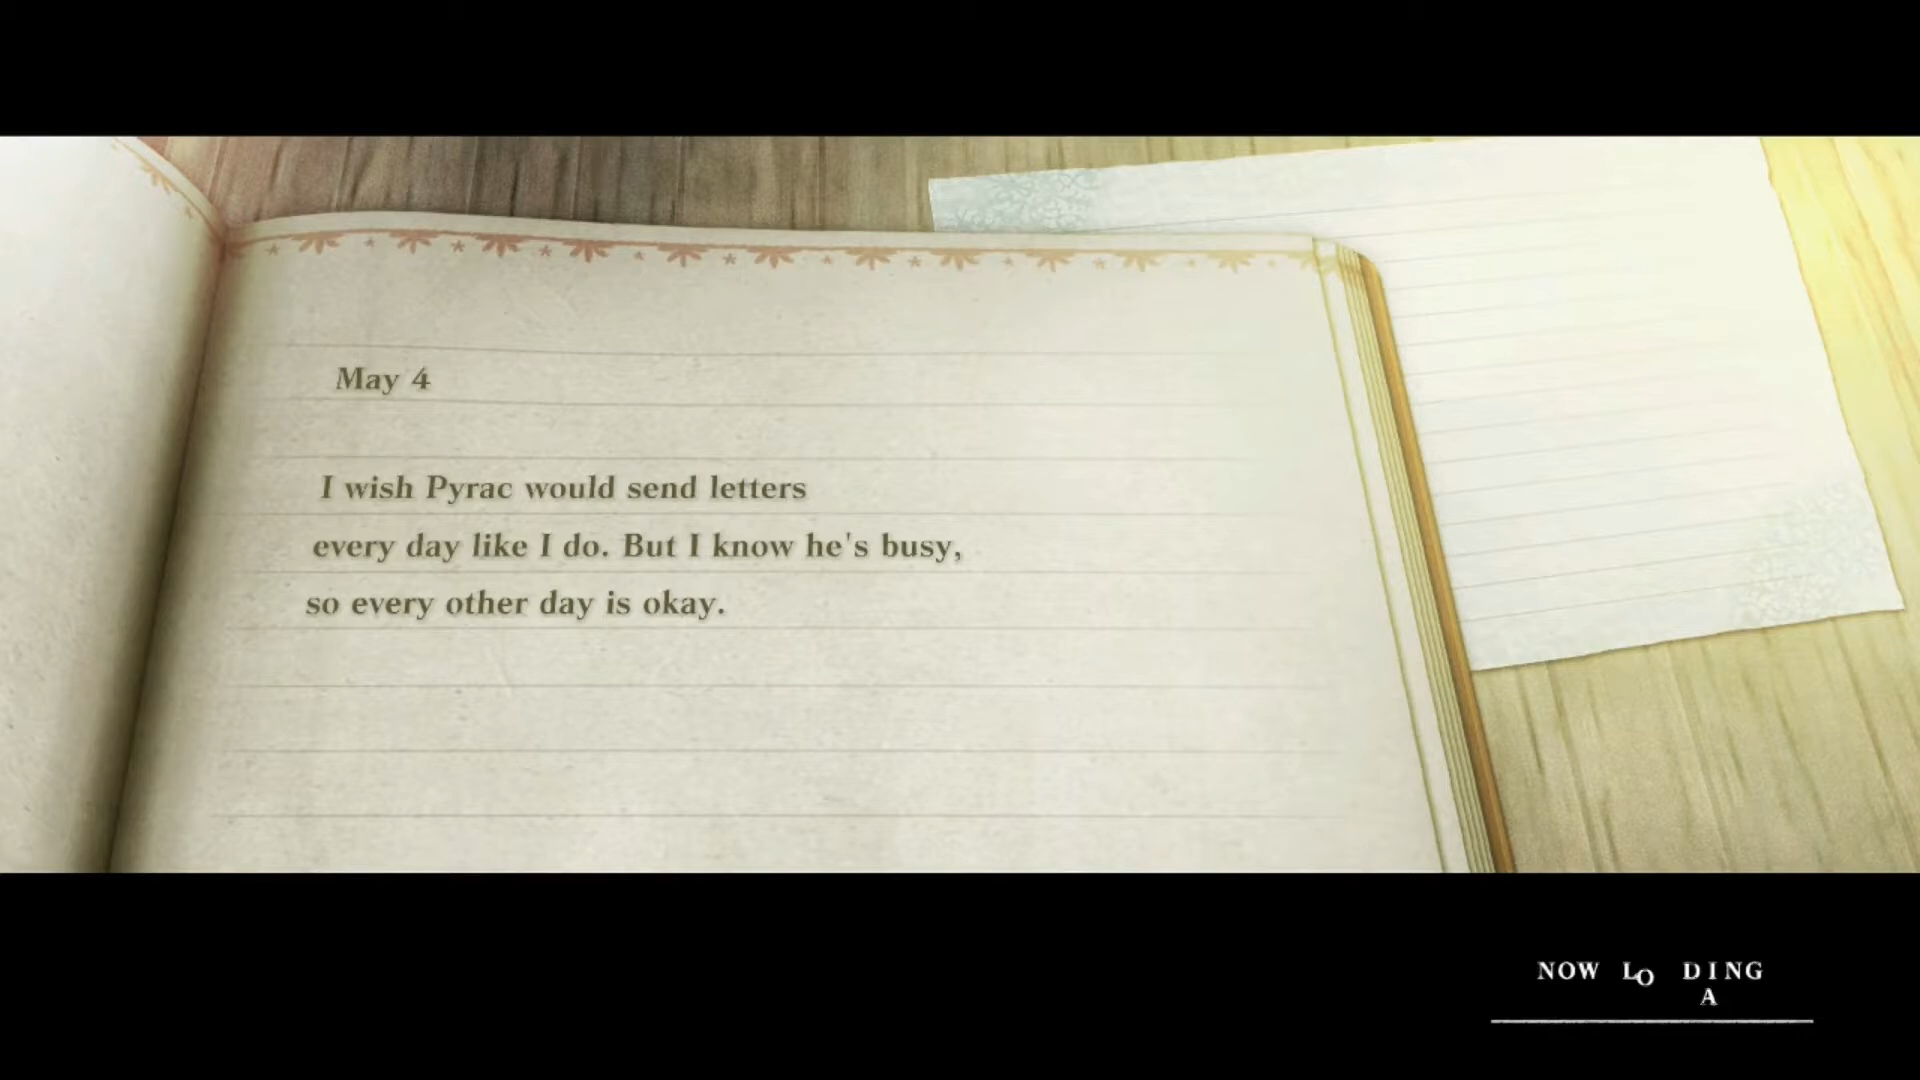 May 4
I wish Pyrac would send letters
every day like I do. But I know he's busy,
so every other day is okay.
NOW LOADING